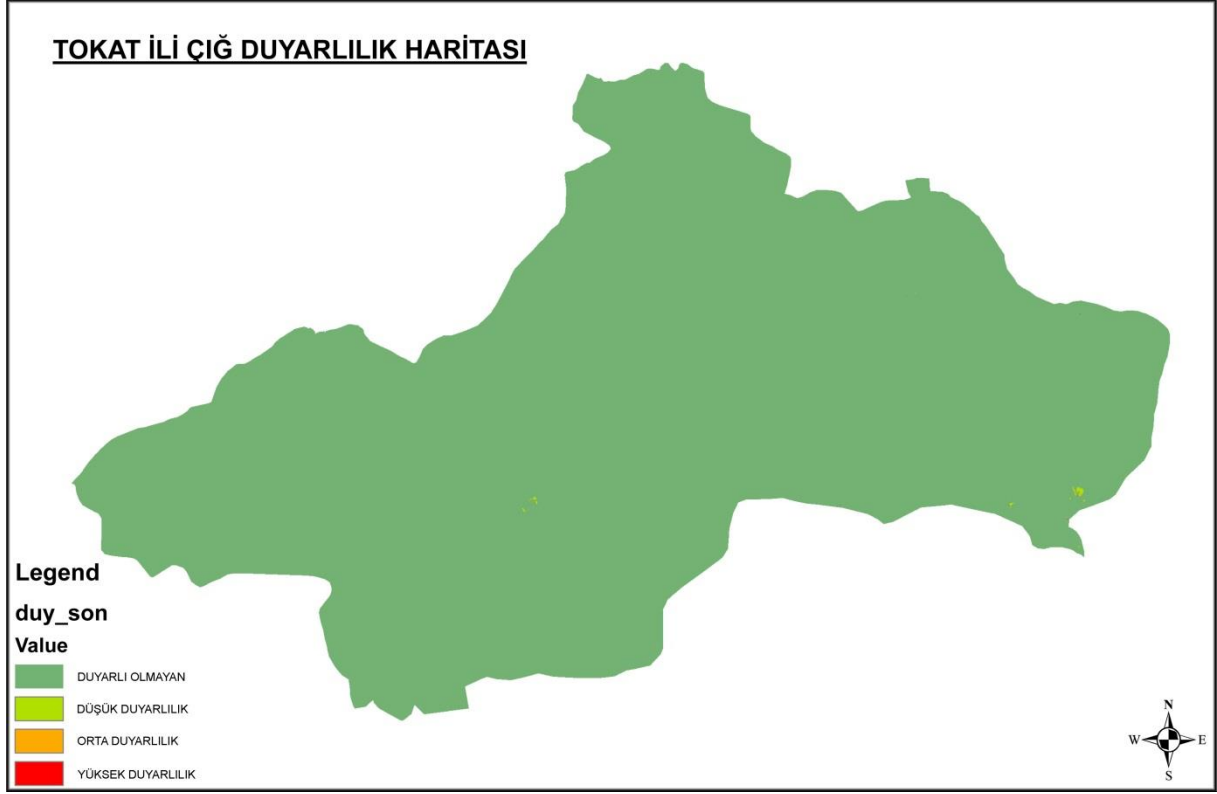 TOKAT İLİ ÇIĞ DUYARLILIK HARİTASI
Legend
duy_son
Value
DUYARLI OLMAYAN
DÜŞÜK DUYARLILIK
ORTA DUYARLILIK
YÜKSEK DUYARLILIK
N
W E
S